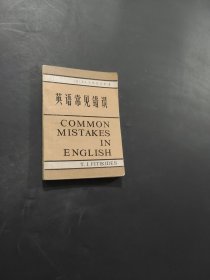 英语常见错误
COMMON
MISTAKES
IN
ENGLISH
T.J. FITIKIDES